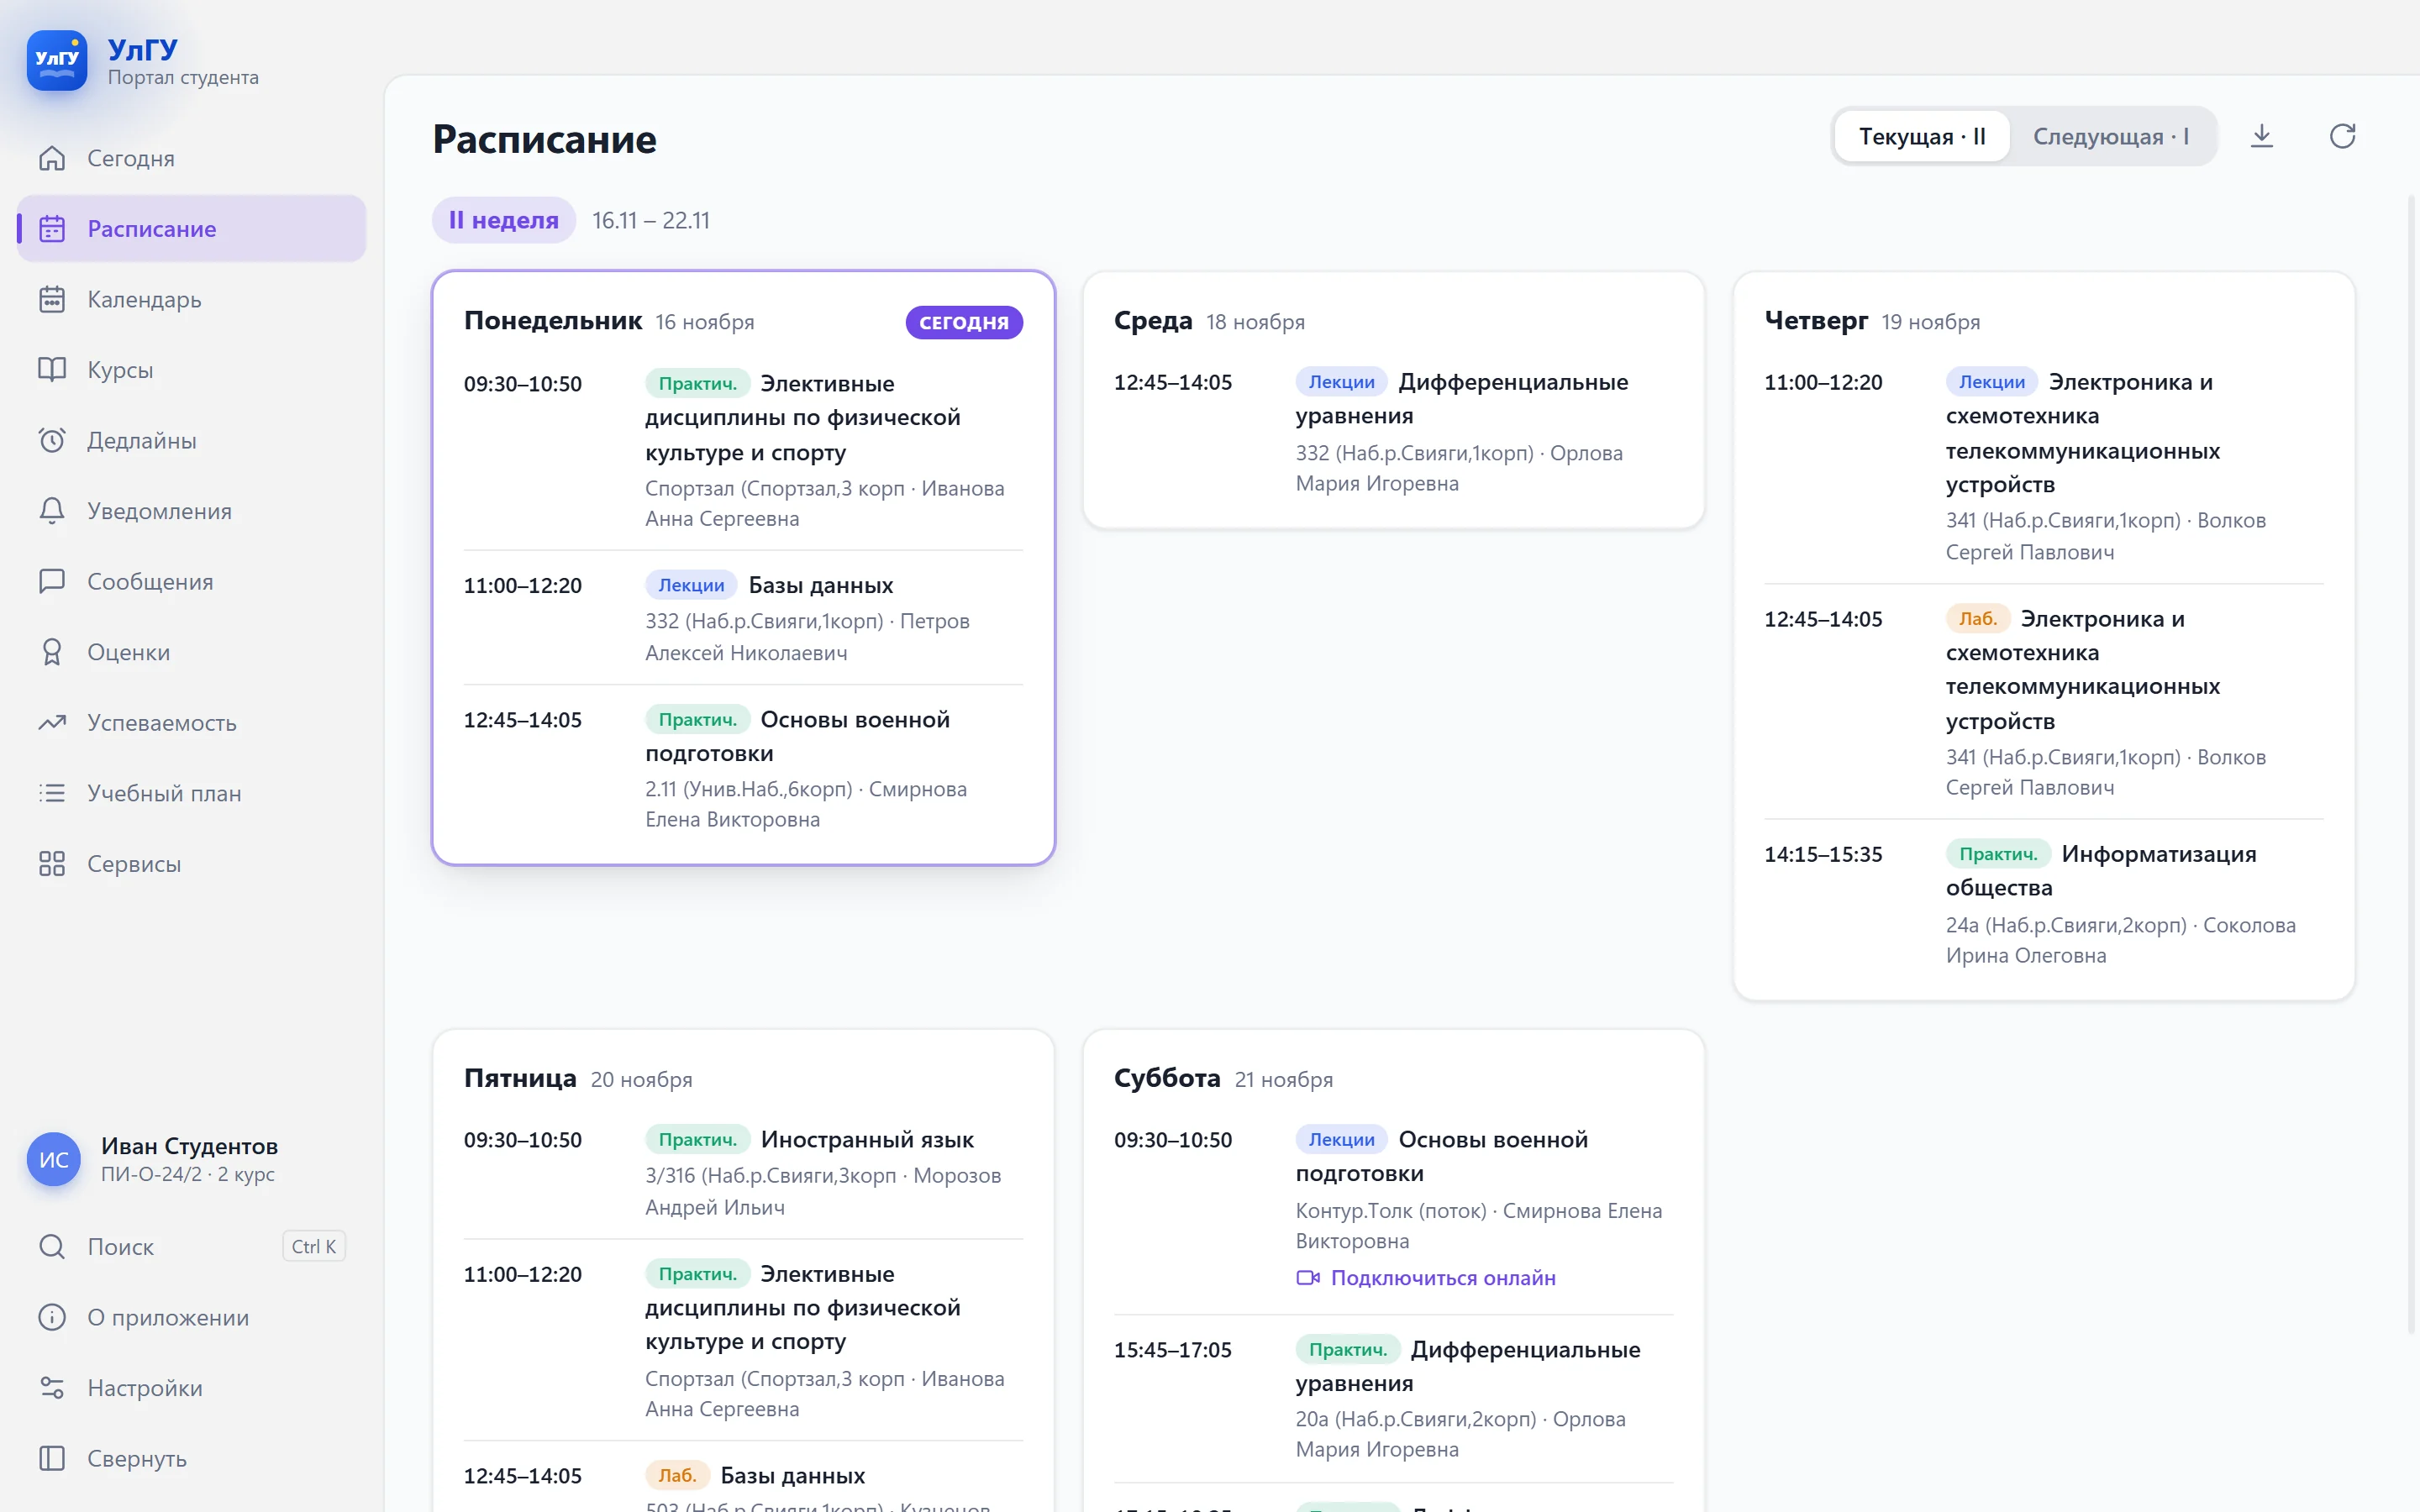 УлГУ
УлГУ
Портал студента
Сегодня
Расписание
Календарь
Курсы
Дедлайны
Уведомления
Сообщения
Оценки
Успеваемость
Учебный план
Сервисы
ИС
Иван Студентов
ПИ-О-24/2 · 2 курс
Поиск
Ctrl K
О приложении
Настройки
Свернуть
Расписание
Текущая · II
Следующая · I
II неделя
16.11 – 22.11
Понедельник 16 ноября
СЕГОДНЯ
09:30–10:50
Практич. Элективные
дисциплины по физической
культуре и спорту
Спортзал (Спортзал,3 корп · Иванова
Анна Сергеевна
11:00–12:20
Лекции Базы данных
332 (Наб.р.Свияги,1корп) · Петров
Алексей Николаевич
12:45–14:05
Практич. Основы военной
подготовки
2.11 (Унив.Наб.,6корп) · Смирнова
Елена Викторовна
Среда 18 ноября
12:45–14:05
Лекции Дифференциальные
уравнения
332 (Наб.р.Свияги,1корп) · Орлова
Мария Игоревна
Четверг 19 ноября
11:00–12:20
Лекции Электроника и
схемотехника
телекоммуникационных
устройств
341 (Наб.р.Свияги,1корп) · Волков
Сергей Павлович
12:45–14:05
Лаб. Электроника и
схемотехника
телекоммуникационных
устройств
341 (Наб.р.Свияги,1корп) · Волков
Сергей Павлович
14:15–15:35
Практич. Информатизация
общества
24а (Наб.р.Свияги,2корп) · Соколова
Ирина Олеговна
Пятница 20 ноября
09:30–10:50
Практич. Иностранный язык
3/316 (Наб.р.Свияги,3корп · Морозов
Андрей Ильич
11:00–12:20
Практич. Элективные
дисциплины по физической
культуре и спорту
Спортзал (Спортзал,3 корп · Иванова
Анна Сергеевна
12:45–14:05
Лаб. Базы данных
503 (Наб.р.Свияги,1корп) · Кузнецов
Суббота 21 ноября
09:30–10:50
Лекции Основы военной
подготовки
Контур.Толк (поток) · Смирнова Елена
Викторовна
Подключиться онлайн
15:45–17:05
Практич. Дифференциальные
уравнения
20а (Наб.р.Свияги,2корп) · Орлова
Мария Игоревна